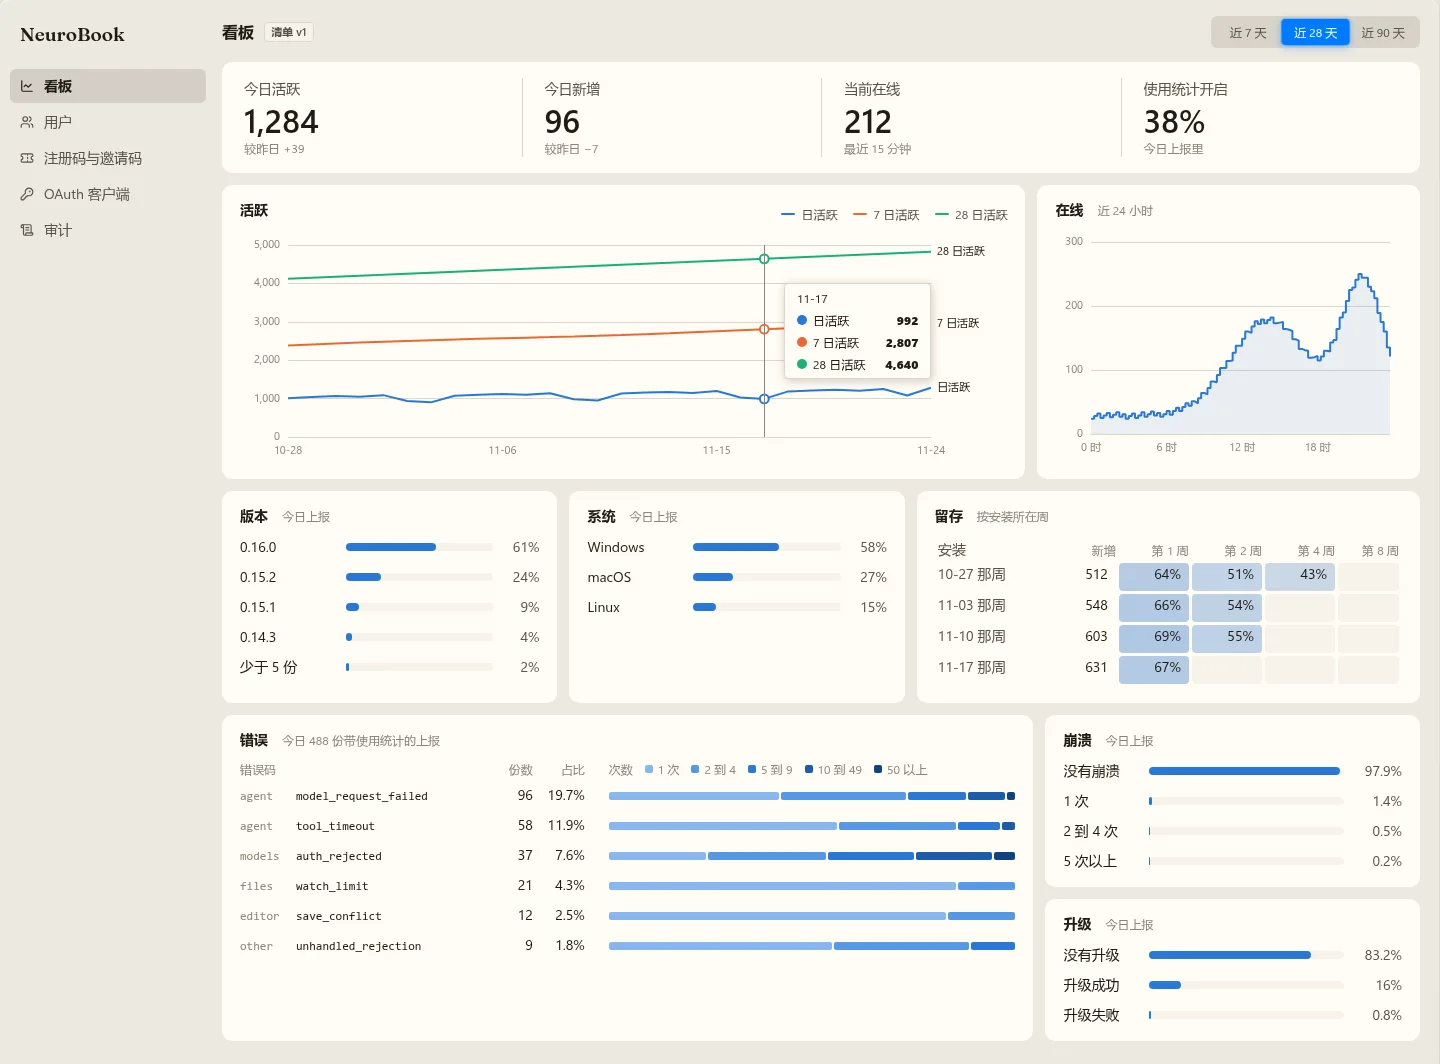 NeuroBook
看板
用户
注册码与邀请码
OAuth 客户端
审计
看板 清单 v1
近 7 天 近 28 天 近 90 天
今日活跃
1,284
较昨日 +39
今日新增
96
较昨日 −7
当前在线
212
最近 15 分钟
使用统计开启
38%
今日上报里
活跃
日活跃 7 日活跃 28 日活跃
5,000
4,000
3,000
2,000
1,000
0
10-28 11-06 11-15 11-24
28 日活跃
7 日活跃
日活跃
11-17
日活跃 992
7 日活跃 2,807
28 日活跃 4,640
在线 近 24 小时
300
200
100
0
0 时 6 时 12 时 18 时
版本 今日上报
0.16.0 61%
0.15.2 24%
0.15.1 9%
0.14.3 4%
少于 5 份 2%
系统 今日上报
Windows 58%
macOS 27%
Linux 15%
留存 按安装所在周
安装 新增 第 1 周 第 2 周 第 4 周 第 8 周
10-27 那周 512 64% 51% 43%
11-03 那周 548 66% 54%
11-10 那周 603 69% 55%
11-17 那周 631 67%
错误 今日 488 份带使用统计的上报
错误码 份数 占比 次数 1 次 2 到 4 5 到 9 10 到 49 50 以上
agent model_request_failed 96 19.7%
agent tool_timeout 58 11.9%
models auth_rejected 37 7.6%
files watch_limit 21 4.3%
editor save_conflict 12 2.5%
other unhandled_rejection 9 1.8%
崩溃 今日上报
没有崩溃 97.9%
1 次 1.4%
2 到 4 次 0.5%
5 次以上 0.2%
升级 今日上报
没有升级 83.2%
升级成功 16%
升级失败 0.8%